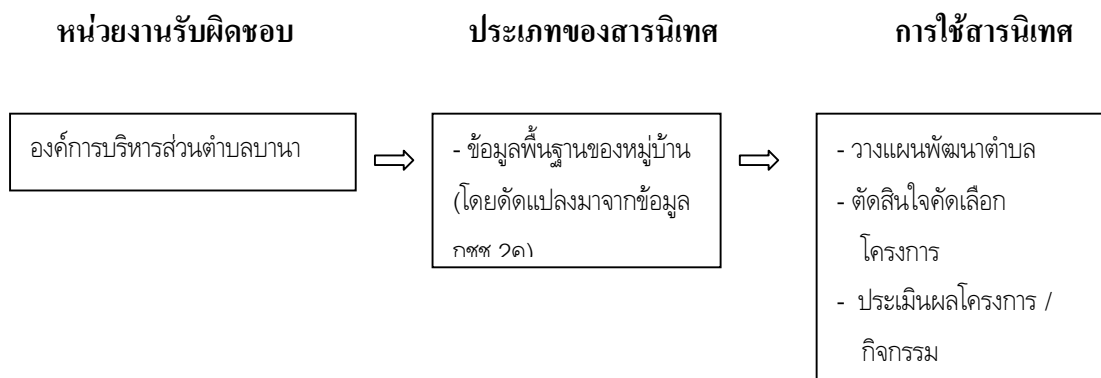 หน่วยงานรับผิดชอบ
ประเภทของสารนิเทศ
การใช้สารนิเทศ
องค์การบริหารส่วนตำบลบานา
- ข้อมูลพื้นฐานของหมู่บ้าน
(โดยดัดแปลงมาจากข้อมูล
กชช 2ค)
- วางแผนพัฒนาตำบล
- ตัดสินใจคัดเลือก
โครงการ
- ประเมินผลโครงการ /
กิจกรรม